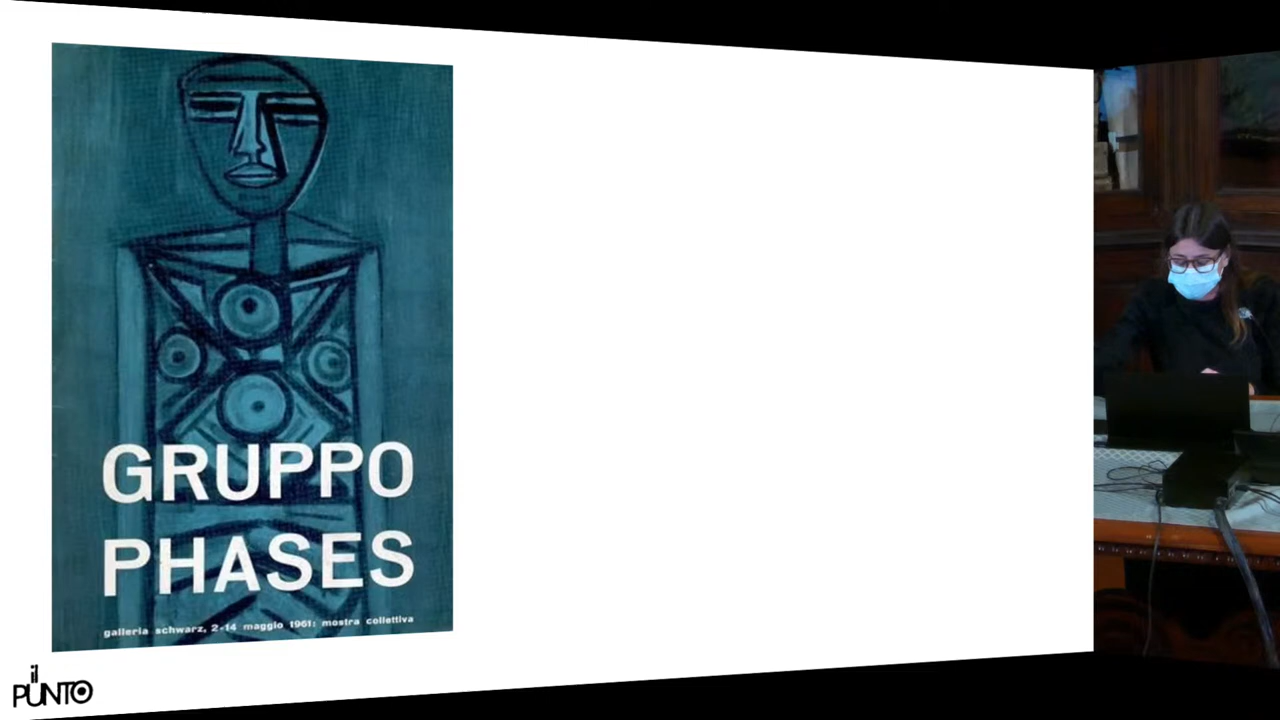 GRUPPO
PHASES
galleria schwarz, 2-14 maggio 1961: mostra collettiva
il
PUNTO